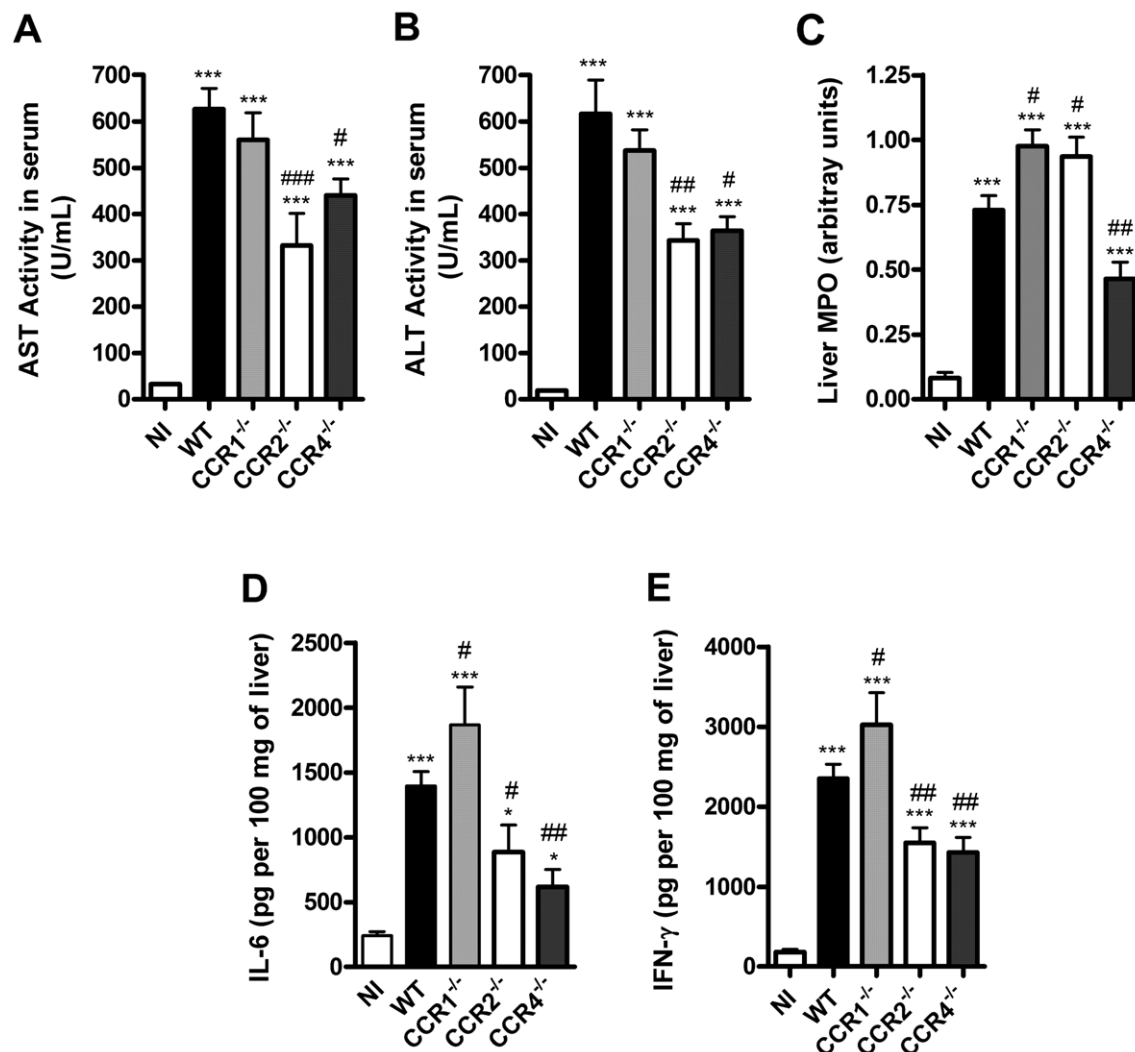 A
AST Activity in serum
(U/mL)
700
600
500
400
300
200
100
0
***
***
###
***
#
***
NI
WT
CCR1-/-
CCR2-/-
CCR4-/-
B
ALT Activity in serum
(U/mL)
700
600
500
400
300
200
100
0
***
***
##
***
#
***
NI
WT
CCR1-/-
CCR2-/-
CCR4-/-
C
Liver MPO (arbitray units)
1.25
1.00
0.75
0.50
0.25
0.00
***
#
***
#
***
##
***
NI
WT
CCR1-/-
CCR2-/-
CCR4-/-
D
IL-6 (pg per 100 mg of liver)
2500
2000
1500
1000
500
0
***
#
***
#
*
##
*
NI
WT
CCR1-/-
CCR2-/-
CCR4-/-
E
IFN-γ (pg per 100 mg of liver)
4000
3000
2000
1000
0
***
#
***
##
***
##
***
NI
WT
CCR1-/-
CCR2-/-
CCR4-/-